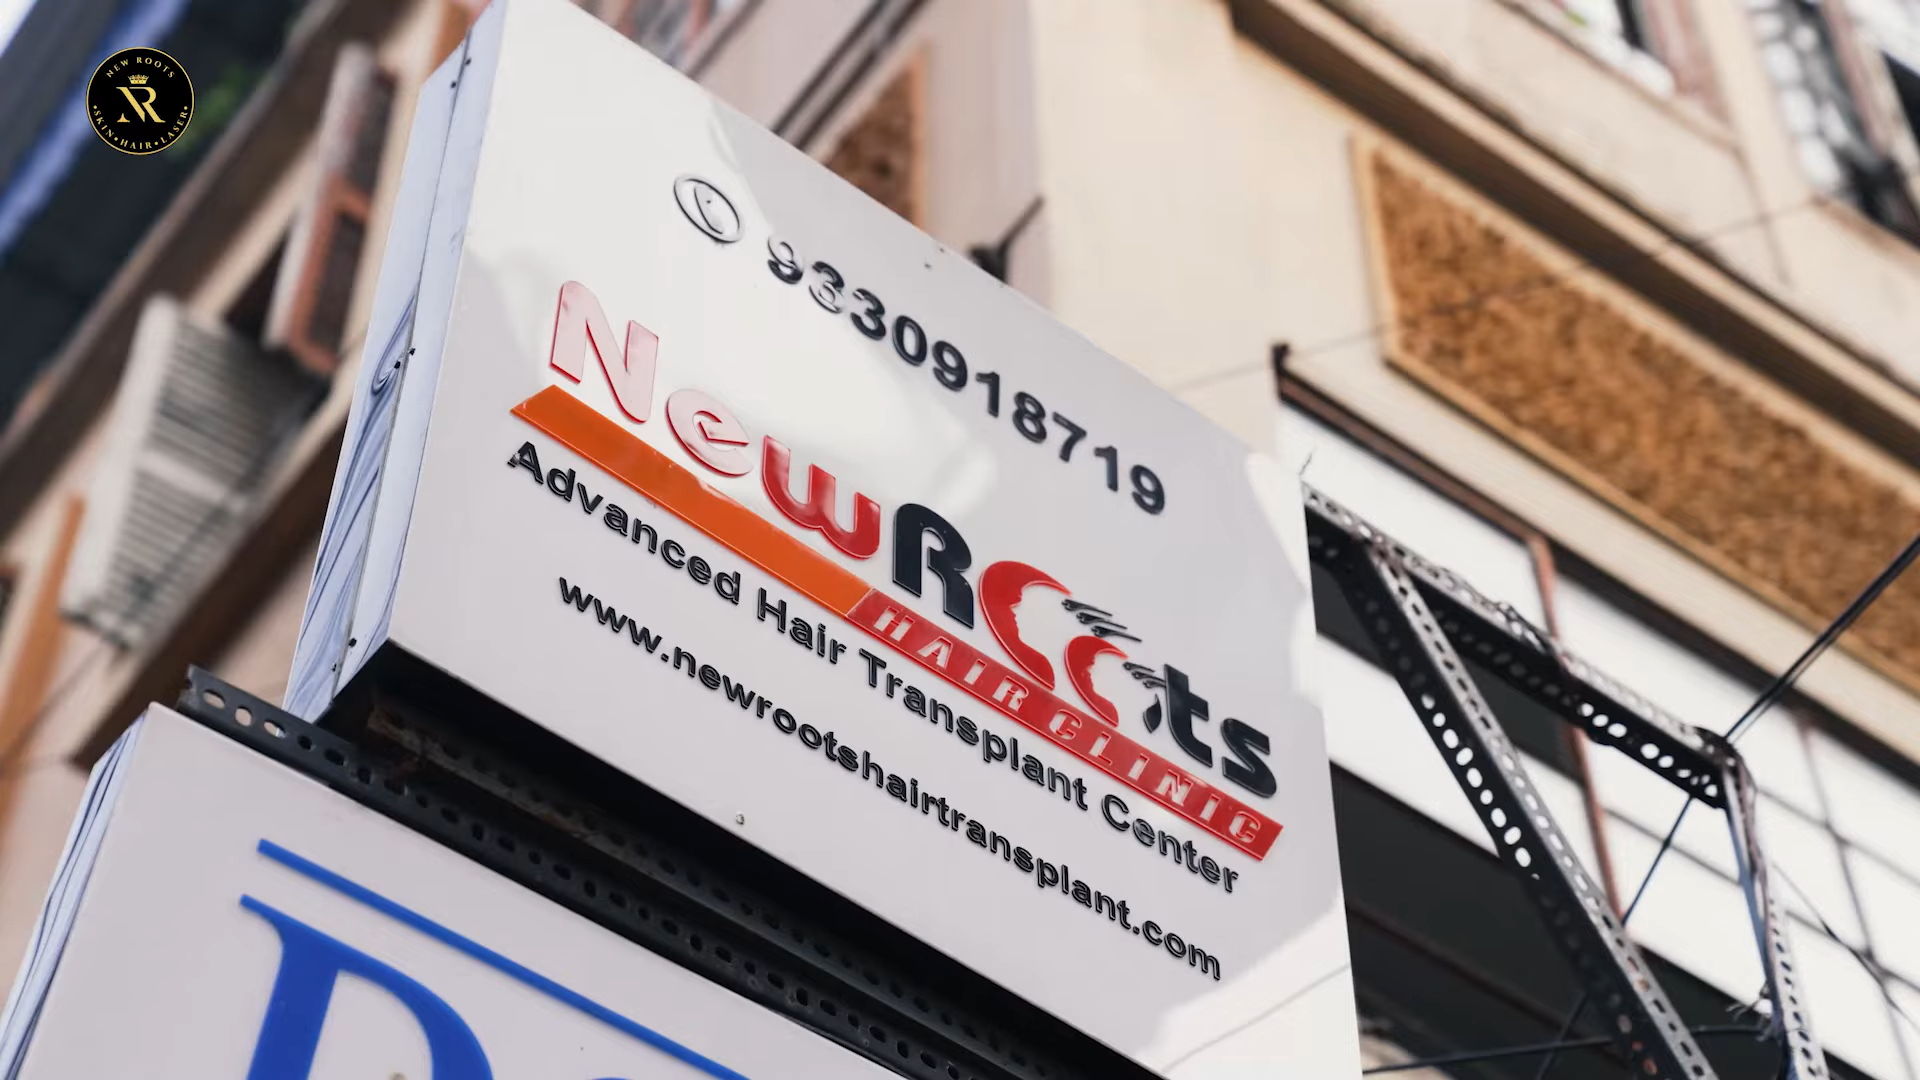 NEW ROOTS
NR
SKIN • HAIR • LASER
9330918719
NewRoots
HAIR CLINIC
Advanced Hair Transplant Center
www.newrootshairtransplant.com